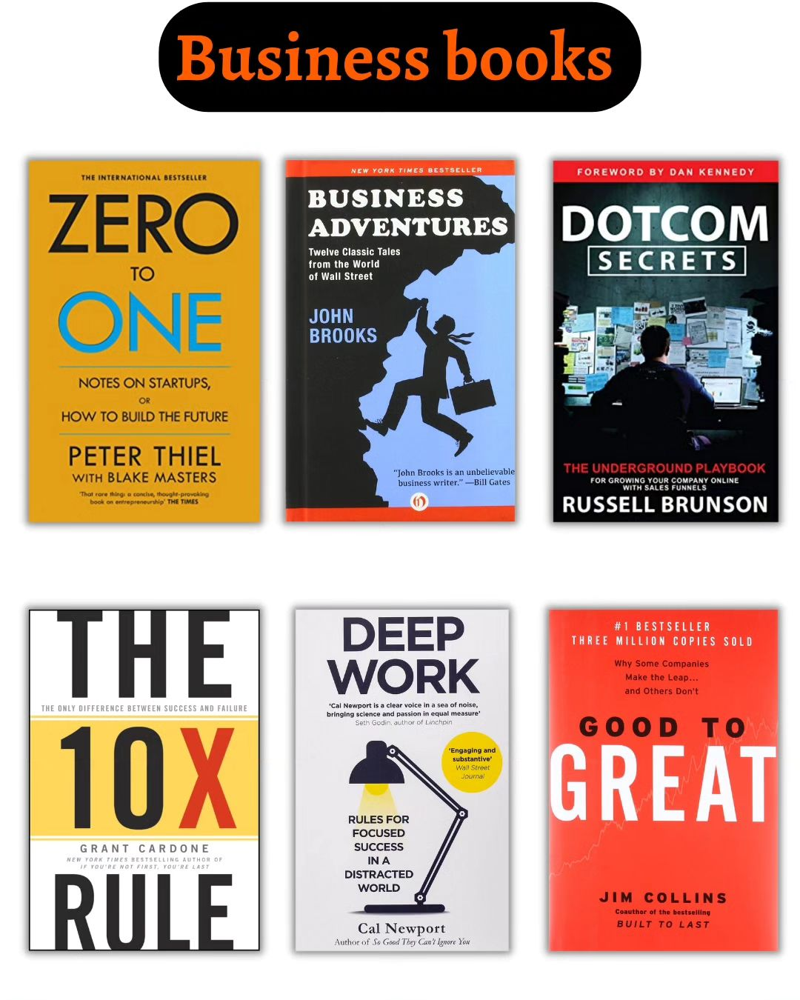 Business books
THE INTERNATIONAL BESTSELLER
ZERO
TO
ONE
NOTES ON STARTUPS,
OR
HOW TO BUILD THE FUTURE
PETER THIEL
WITH BLAKE MASTERS
'That rare thing: a concise, thought-provoking
book on entrepreneurship' THE TIMES
NEW YORK TIMES BESTSELLER
BUSINESS
ADVENTURES
Twelve Classic Tales
from the World
of Wall Street
JOHN
BROOKS
"John Brooks is an unbelievable
business writer." —Bill Gates
FOREWORD BY DAN KENNEDY
DOTCOM
SECRETS
THE UNDERGROUND PLAYBOOK
FOR GROWING YOUR COMPANY ONLINE
WITH SALES FUNNELS
RUSSELL BRUNSON
THE
THE ONLY DIFFERENCE BETWEEN SUCCESS AND FAILURE
10X
GRANT CARDONE
NEW YORK TIMES BESTSELLING AUTHOR OF
IF YOU'RE NOT FIRST, YOU'RE LAST
RULE
DEEP
WORK
'Cal Newport is a clear voice in a sea of noise,
bringing science and passion in equal measure'
Seth Godin, author of Linchpin
'Engaging and
substantive'
Wall Street
Journal
RULES FOR
FOCUSED
SUCCESS
IN A
DISTRACTED
WORLD
Cal Newport
Author of So Good They Can't Ignore You
#1 BESTSELLER
THREE MILLION COPIES SOLD
Why Some Companies
Make the Leap...
and Others Don't
GOOD TO
GREAT
JIM COLLINS
Coauthor of the bestselling
BUILT TO LAST